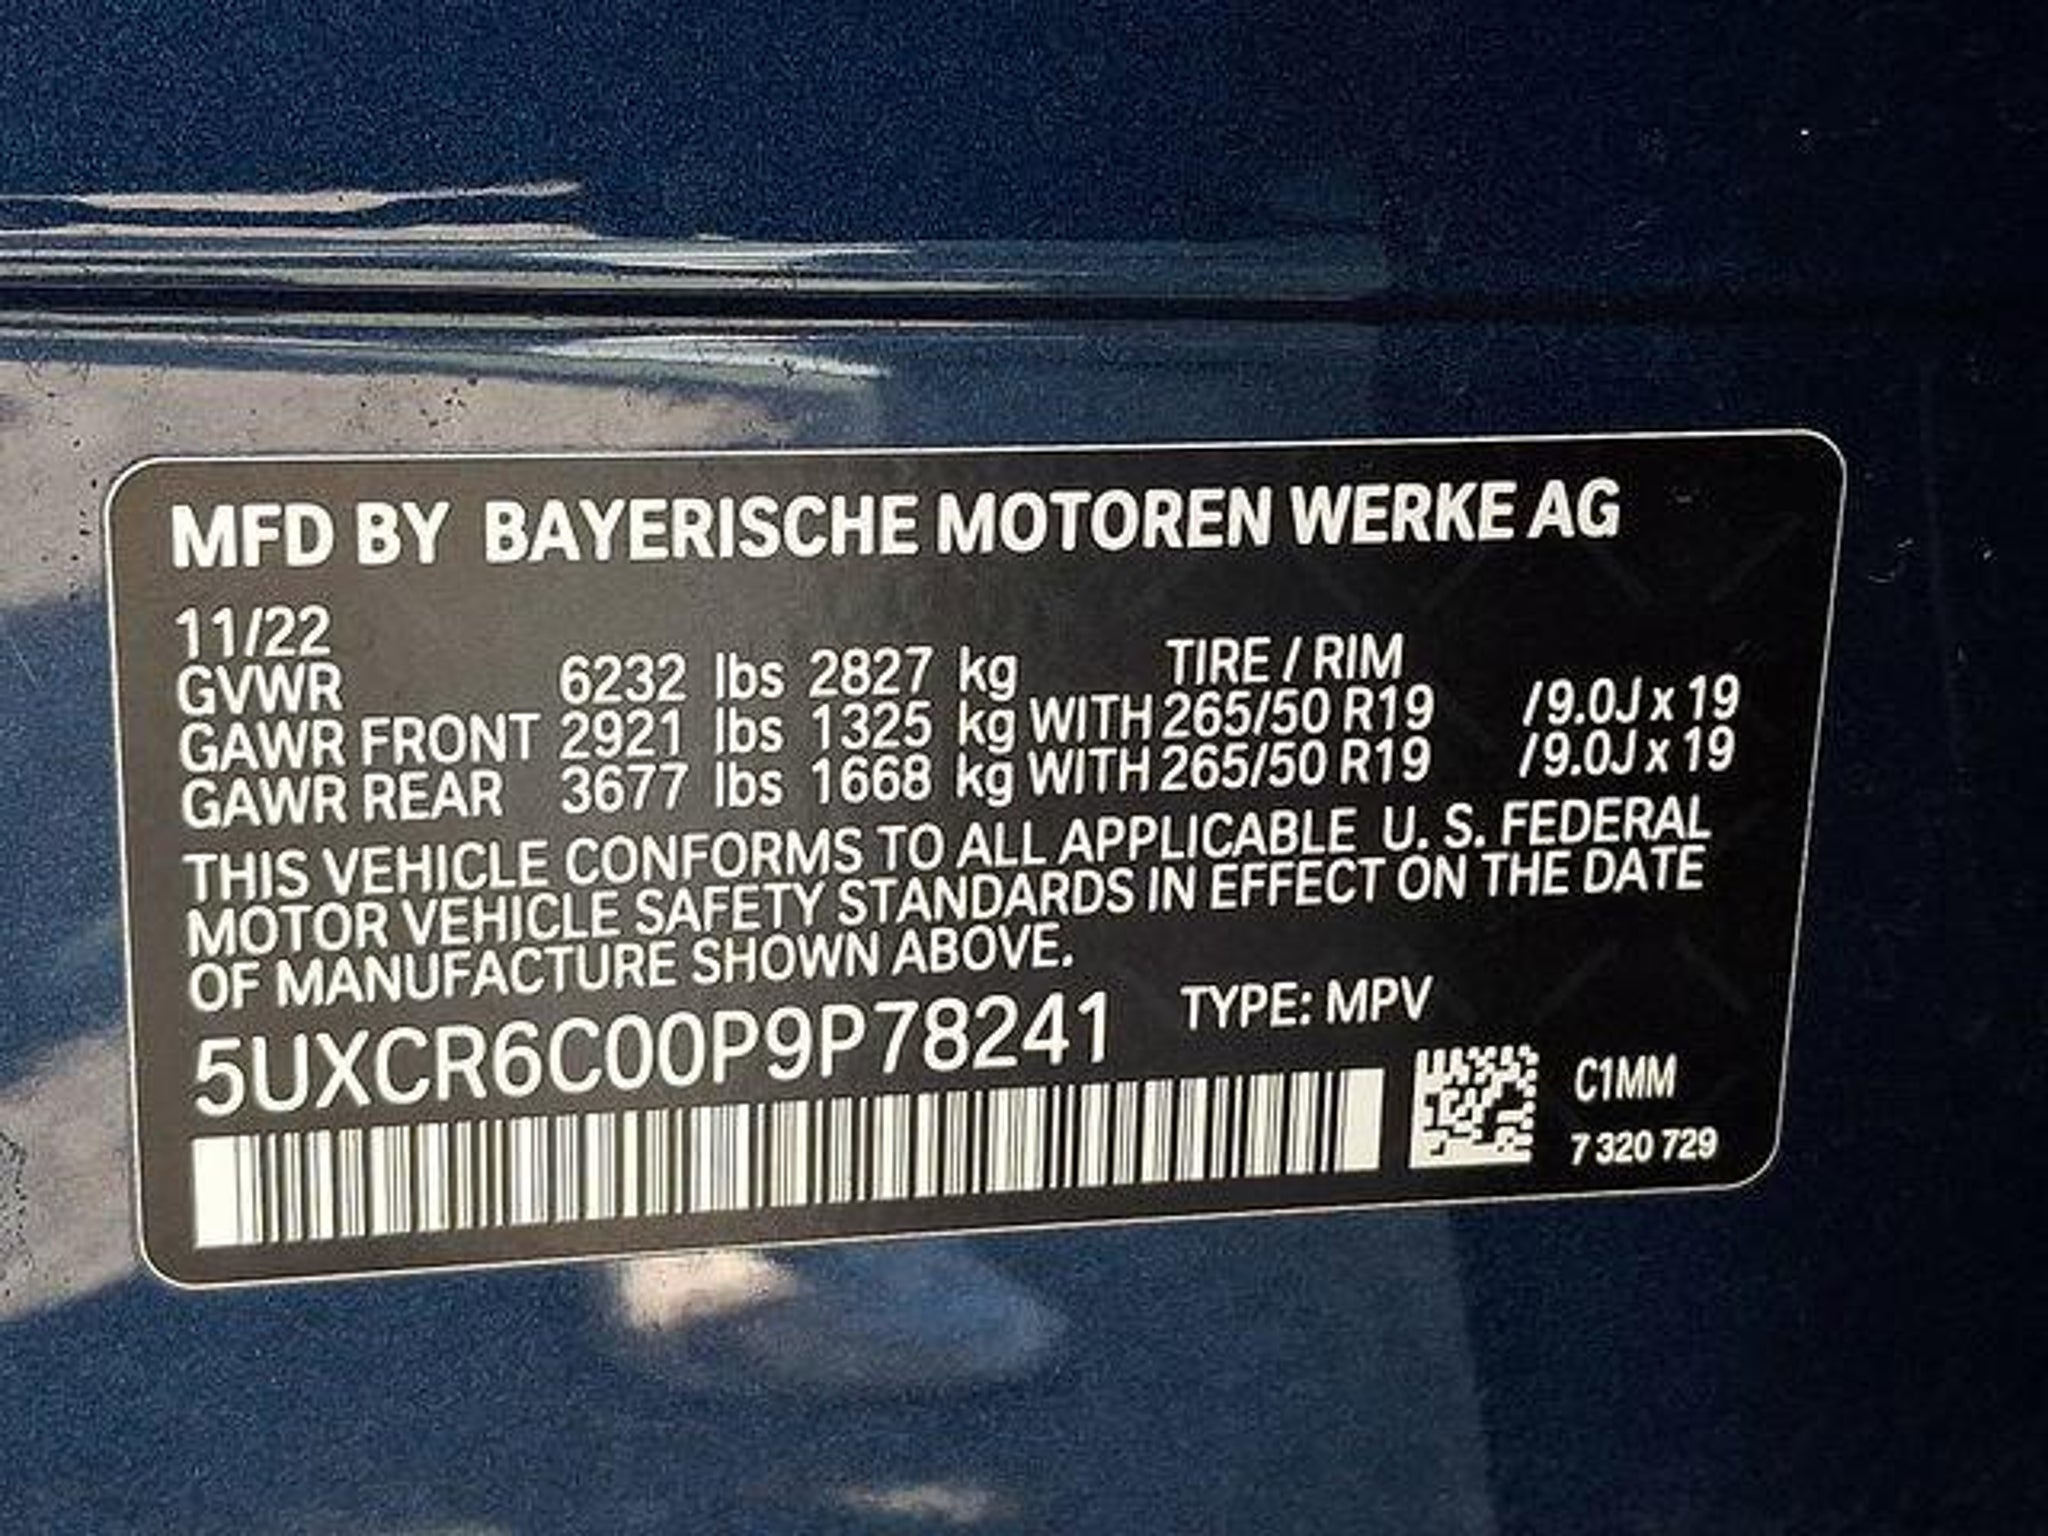 MFD BY BAYERISCHE MOTOREN WERKE AG
11/22
GVWR 6232 lbs 2827 kg TIRE / RIM
GAWR FRONT 2921 lbs 1325 kg WITH 265/50 R19 / 9.0J x 19
GAWR REAR 3677 lbs 1668 kg WITH 265/50 R19 / 9.0J x 19
THIS VEHICLE CONFORMS TO ALL APPLICABLE U. S. FEDERAL
MOTOR VEHICLE SAFETY STANDARDS IN EFFECT ON THE DATE
OF MANUFACTURE SHOWN ABOVE.
5UXCR6C00P9P78241 TYPE: MPV
C1MM
7 320 729